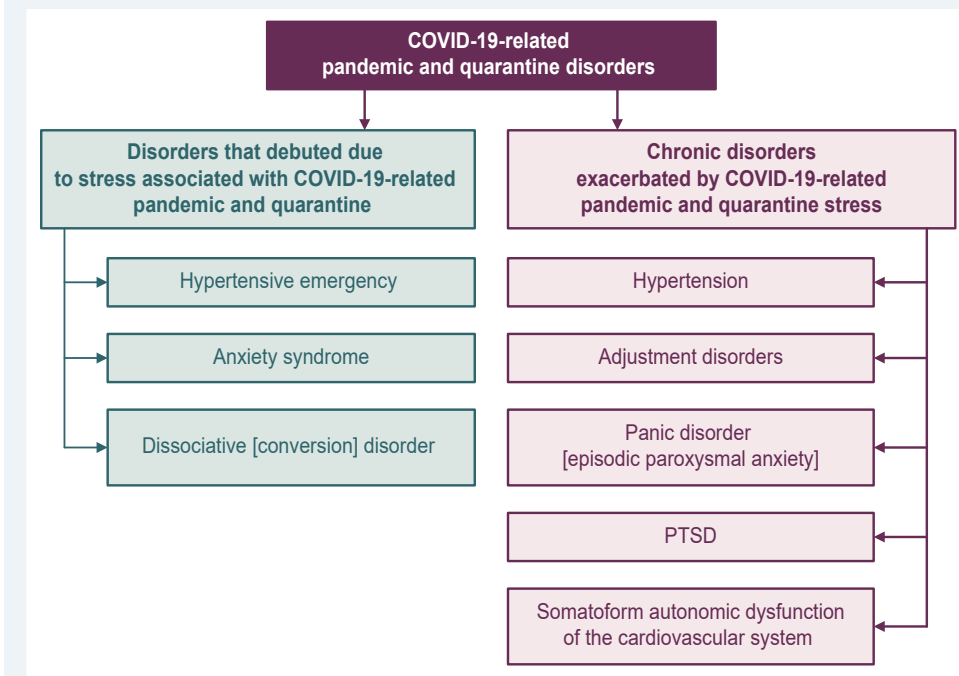 COVID-19-related
pandemic and quarantine disorders
Disorders that debuted due
to stress associated with COVID-19-related
pandemic and quarantine
Hypertensive emergency
Anxiety syndrome
Dissociative [conversion] disorder
Chronic disorders
exacerbated by COVID-19-related
pandemic and quarantine stress
Hypertension
Adjustment disorders
Panic disorder
[episodic paroxysmal anxiety]
PTSD
Somatoform autonomic dysfunction
of the cardiovascular system